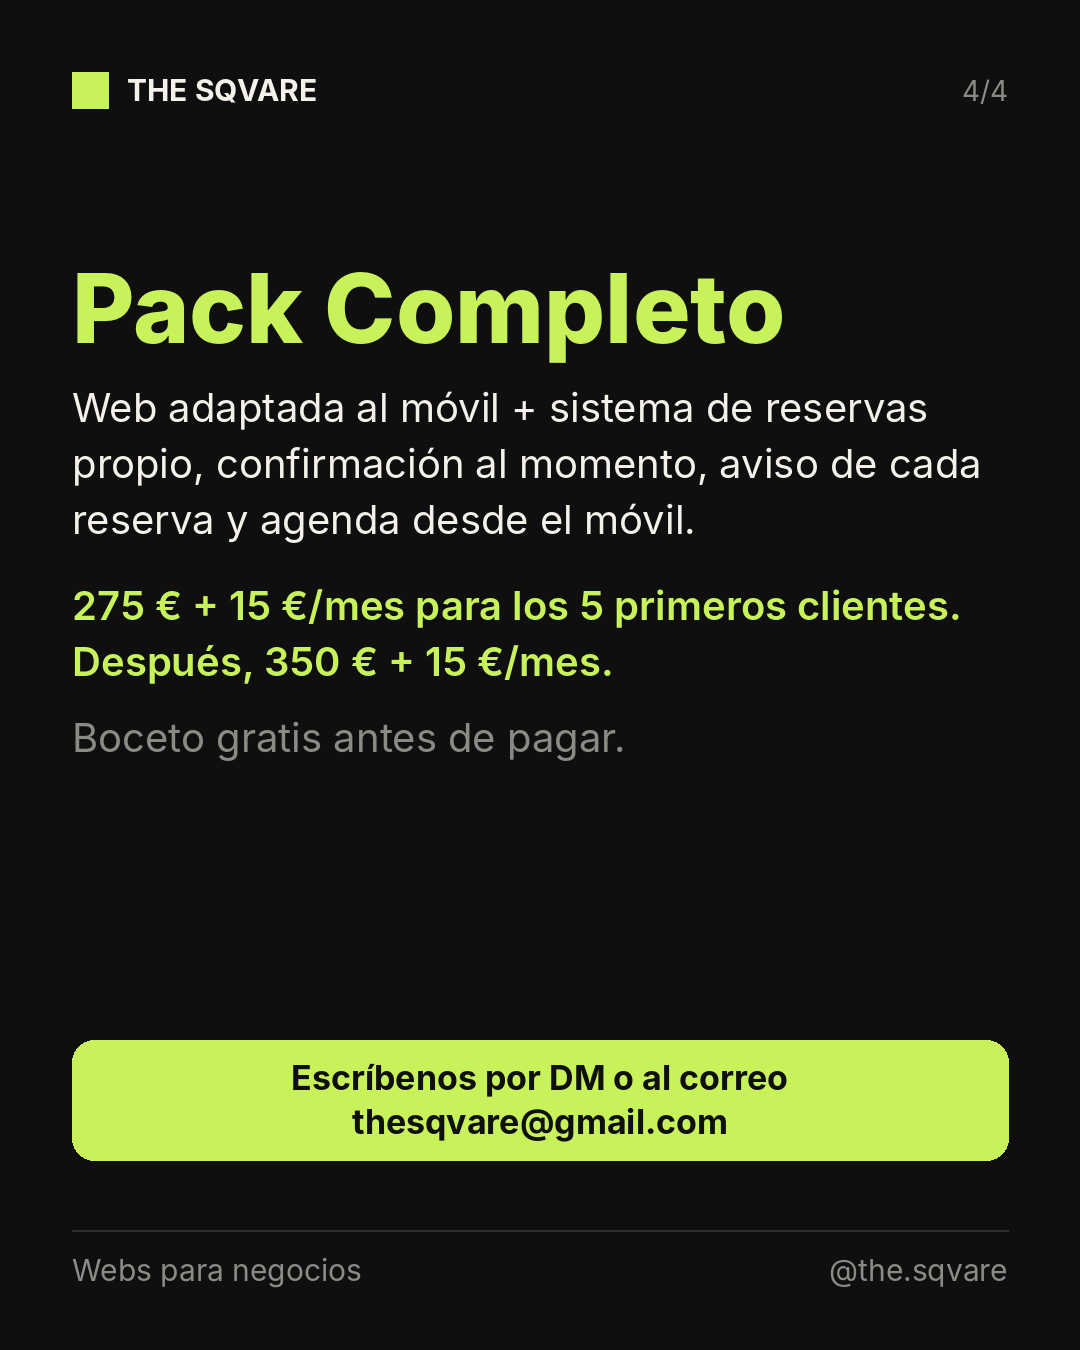 THE SQVARE
4/4
Pack Completo
Web adaptada al móvil + sistema de reservas
propio, confirmación al momento, aviso de cada
reserva y agenda desde el móvil.
275 € + 15 €/mes para los 5 primeros clientes.
Después, 350 € + 15 €/mes.
Boceto gratis antes de pagar.
Escríbenos por DM o al correo
thesqvare@gmail.com
Webs para negocios
@the.sqvare